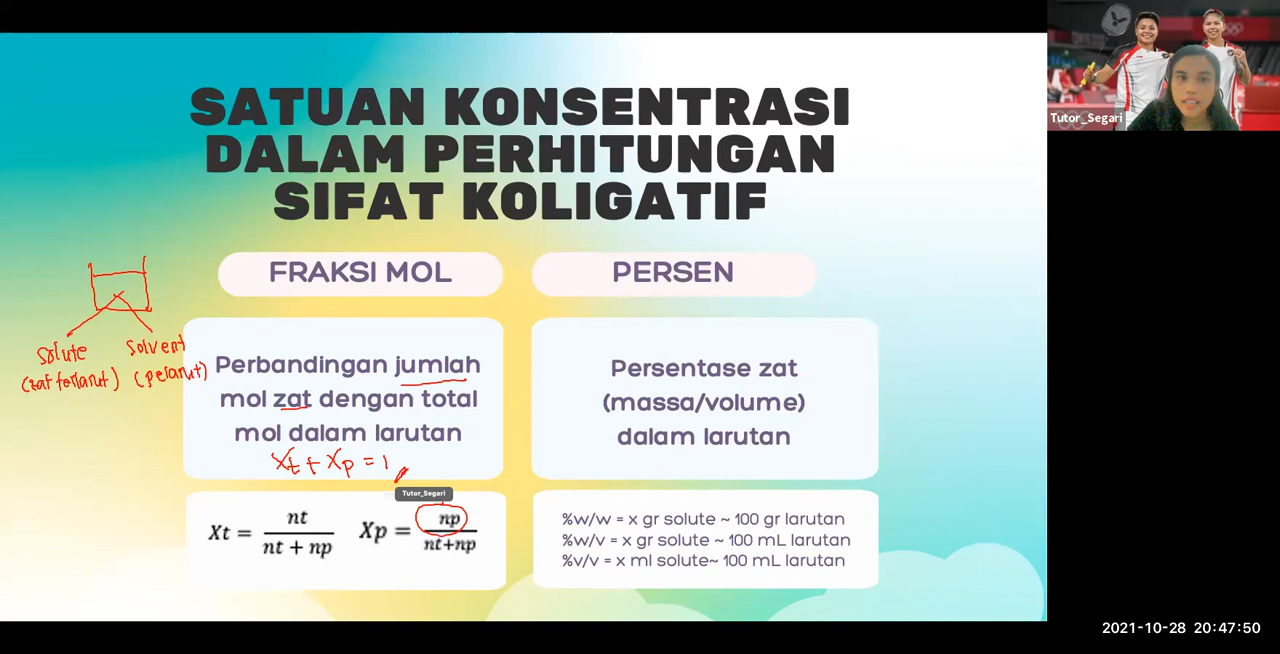 SATUAN KONSENTRASI
DALAM PERHITUNGAN
SIFAT KOLIGATIF
FRAKSI MOL
Perbandingan jumlah
mol zat dengan total
mol dalam larutan
Xt + Xp = 1
Xt = nt / nt + np
Xp = np / nt+np
PERSEN
Persentase zat
(massa/volume)
dalam larutan
%w/w = x gr solute ~ 100 gr larutan
%w/v = x gr solute ~ 100 mL larutan
%v/v = x ml solute~ 100 mL larutan
Solute
(zat terlarut)
Solvent
(pelarut)
Tutor_Segari
Tutor_Segari
2021-10-28 20:47:50